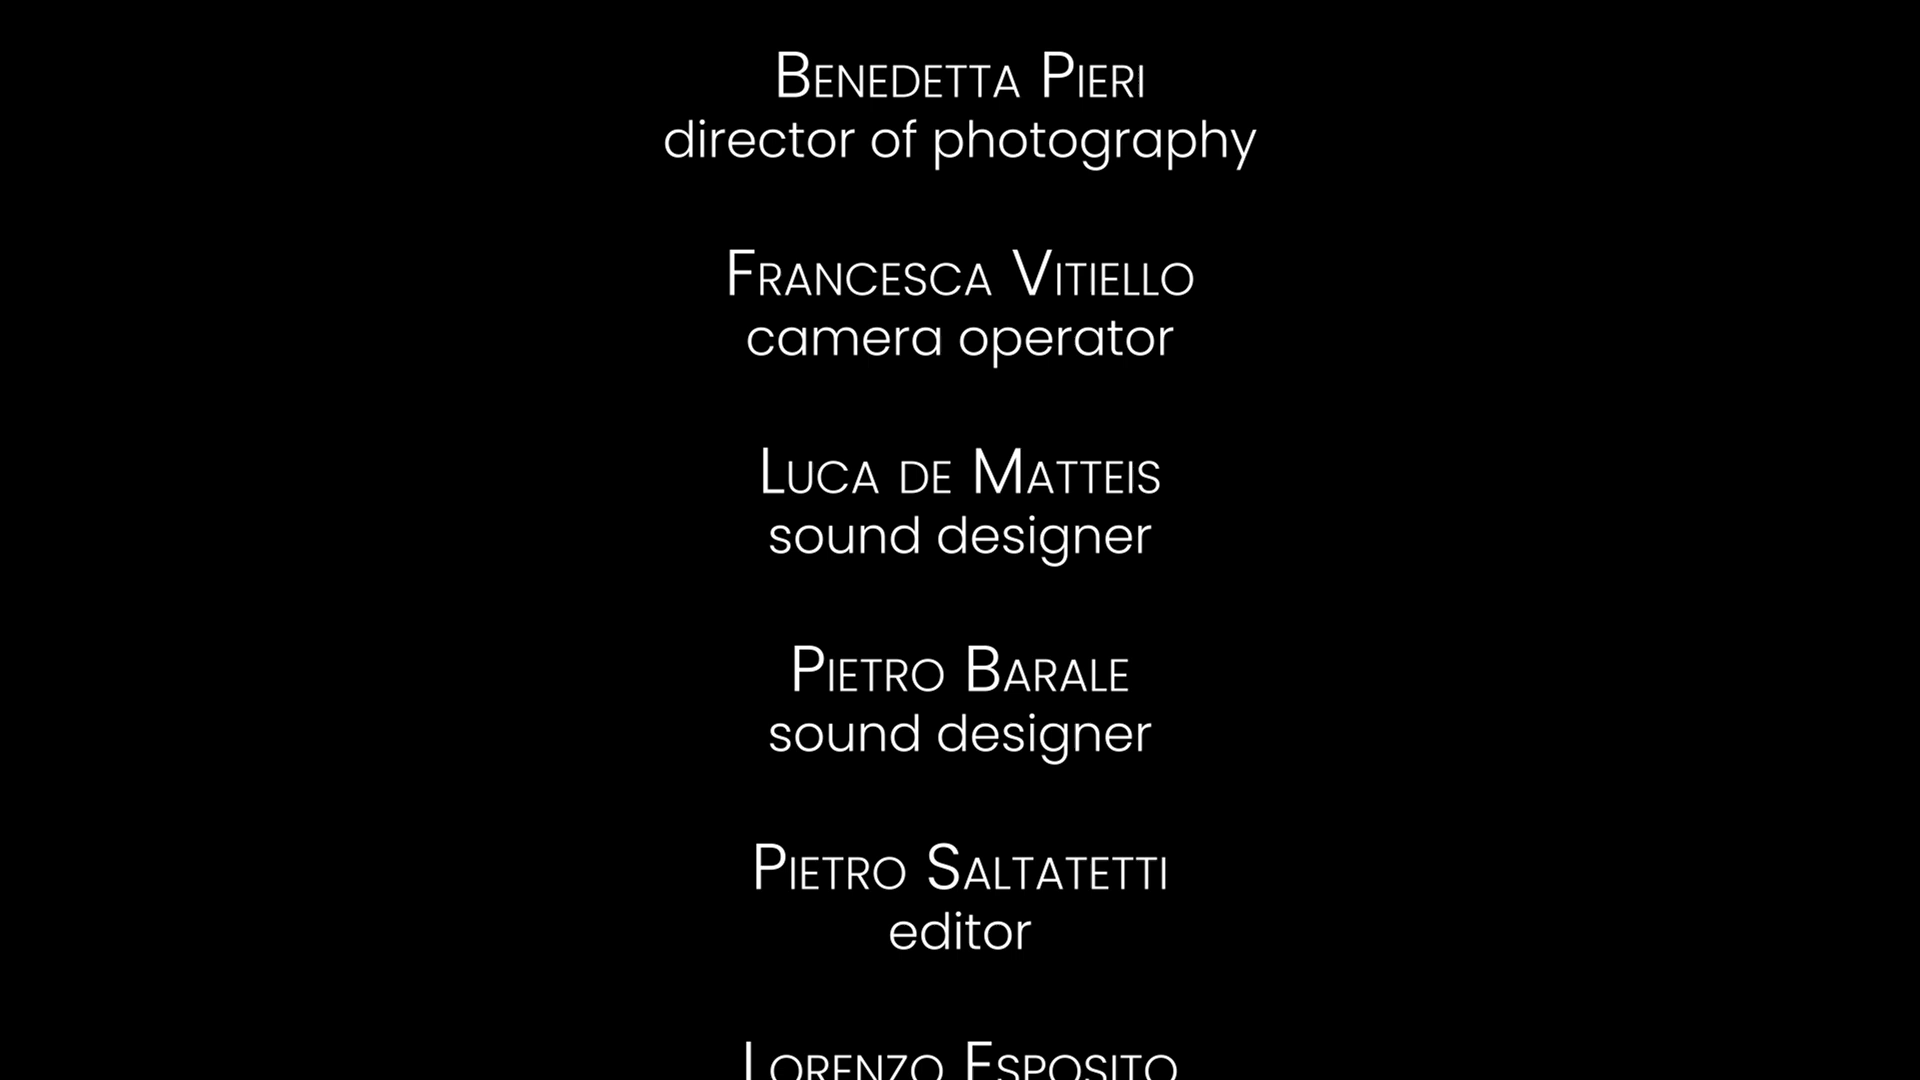 Benedetta Pieri
director of photography
Francesca Vitiello
camera operator
Luca de Matteis
sound designer
Pietro Barale
sound designer
Pietro Saltatetti
editor
Lorenzo Esposito